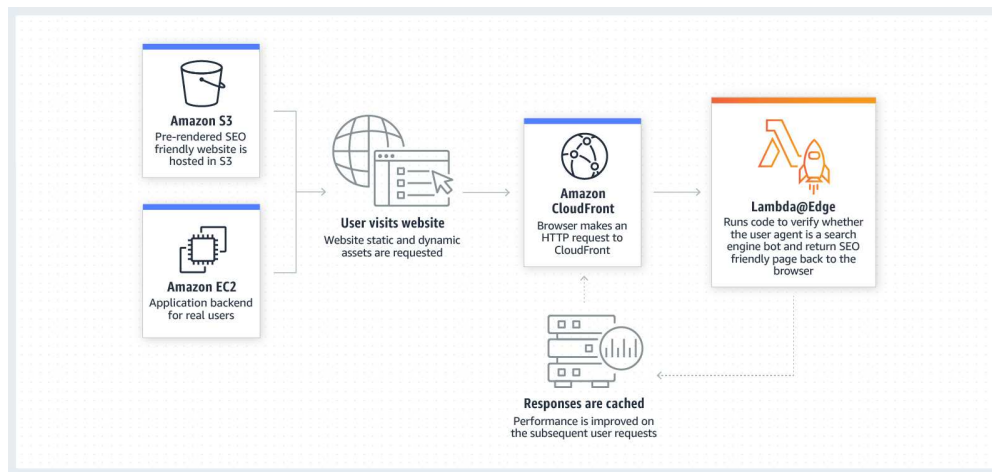 Amazon S3
Pre-rendered SEO
friendly website is
hosted in S3
Amazon EC2
Application backend
for real users
User visits website
Website static and dynamic
assets are requested
Amazon
CloudFront
Browser makes an
HTTP request to
CloudFront
Lambda@Edge
Runs code to verify whether
the user agent is a search
engine bot and return SEO
friendly page back to the
browser
Responses are cached
Performance is improved on
the subsequent user requests